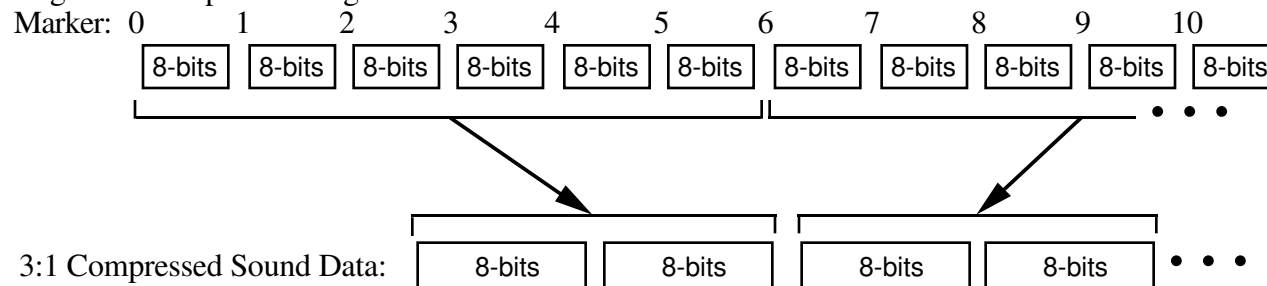 Marker: 0 1 2 3 4 5 6 7 8 9 10
8-bits 8-bits 8-bits 8-bits 8-bits 8-bits 8-bits 8-bits 8-bits 8-bits 8-bits
3:1 Compressed Sound Data: 8-bits 8-bits 8-bits 8-bits